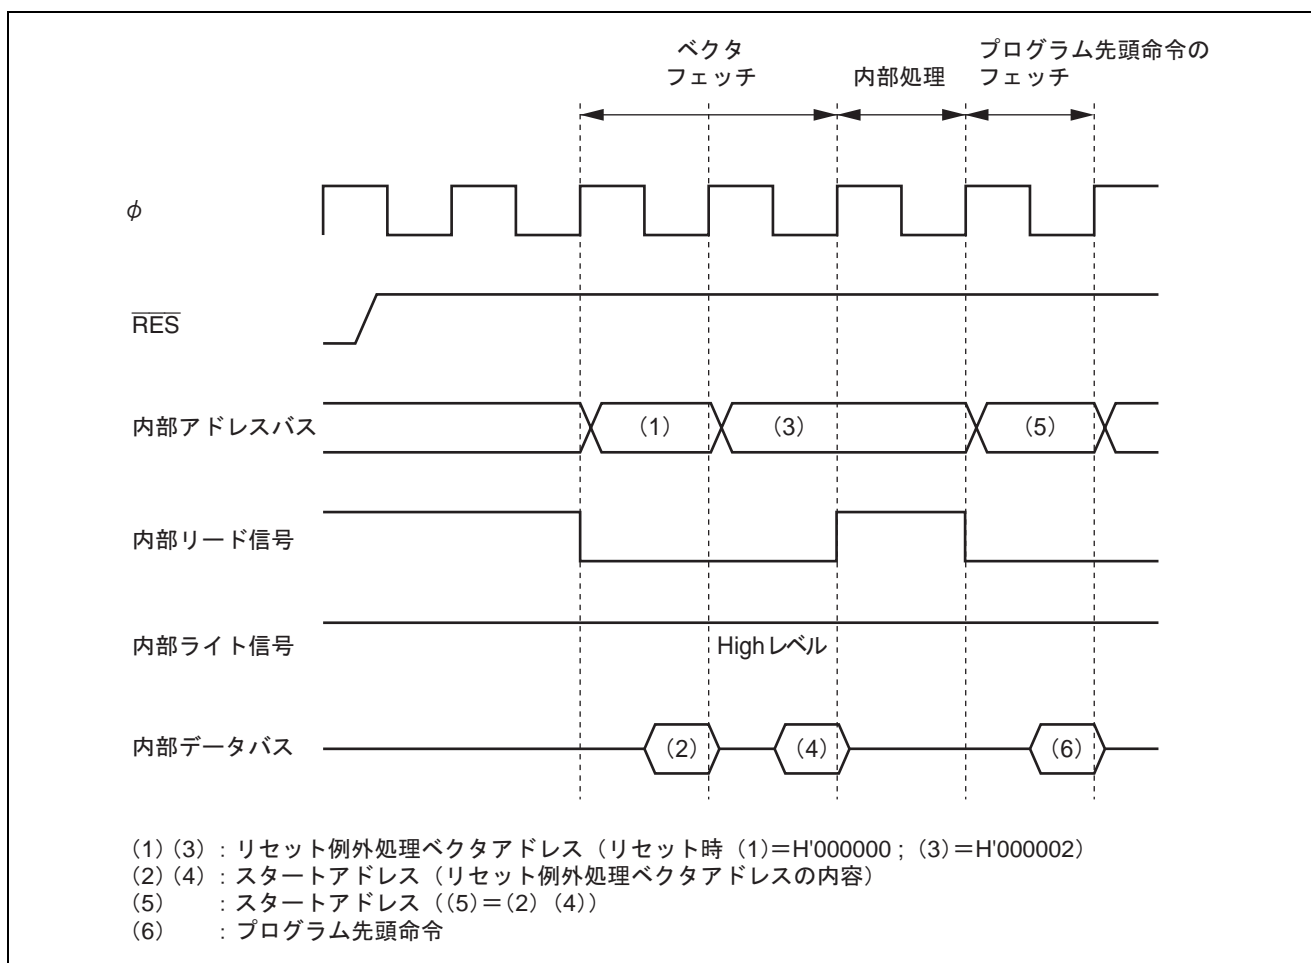 ベクタ
フェッチ
内部処理
プログラム先頭命令の
フェッチ
φ
RES
内部アドレスバス
(1)
(3)
(5)
内部リード信号
内部ライト信号
Highレベル
内部データバス
(2)
(4)
(6)
(1)(3) : リセット例外処理ベクタアドレス（リセット時 (1)＝H'000000 ; (3)＝H'000002）
(2)(4) : スタートアドレス（リセット例外処理ベクタアドレスの内容）
(5) : スタートアドレス（(5)＝(2) (4)）
(6) : プログラム先頭命令